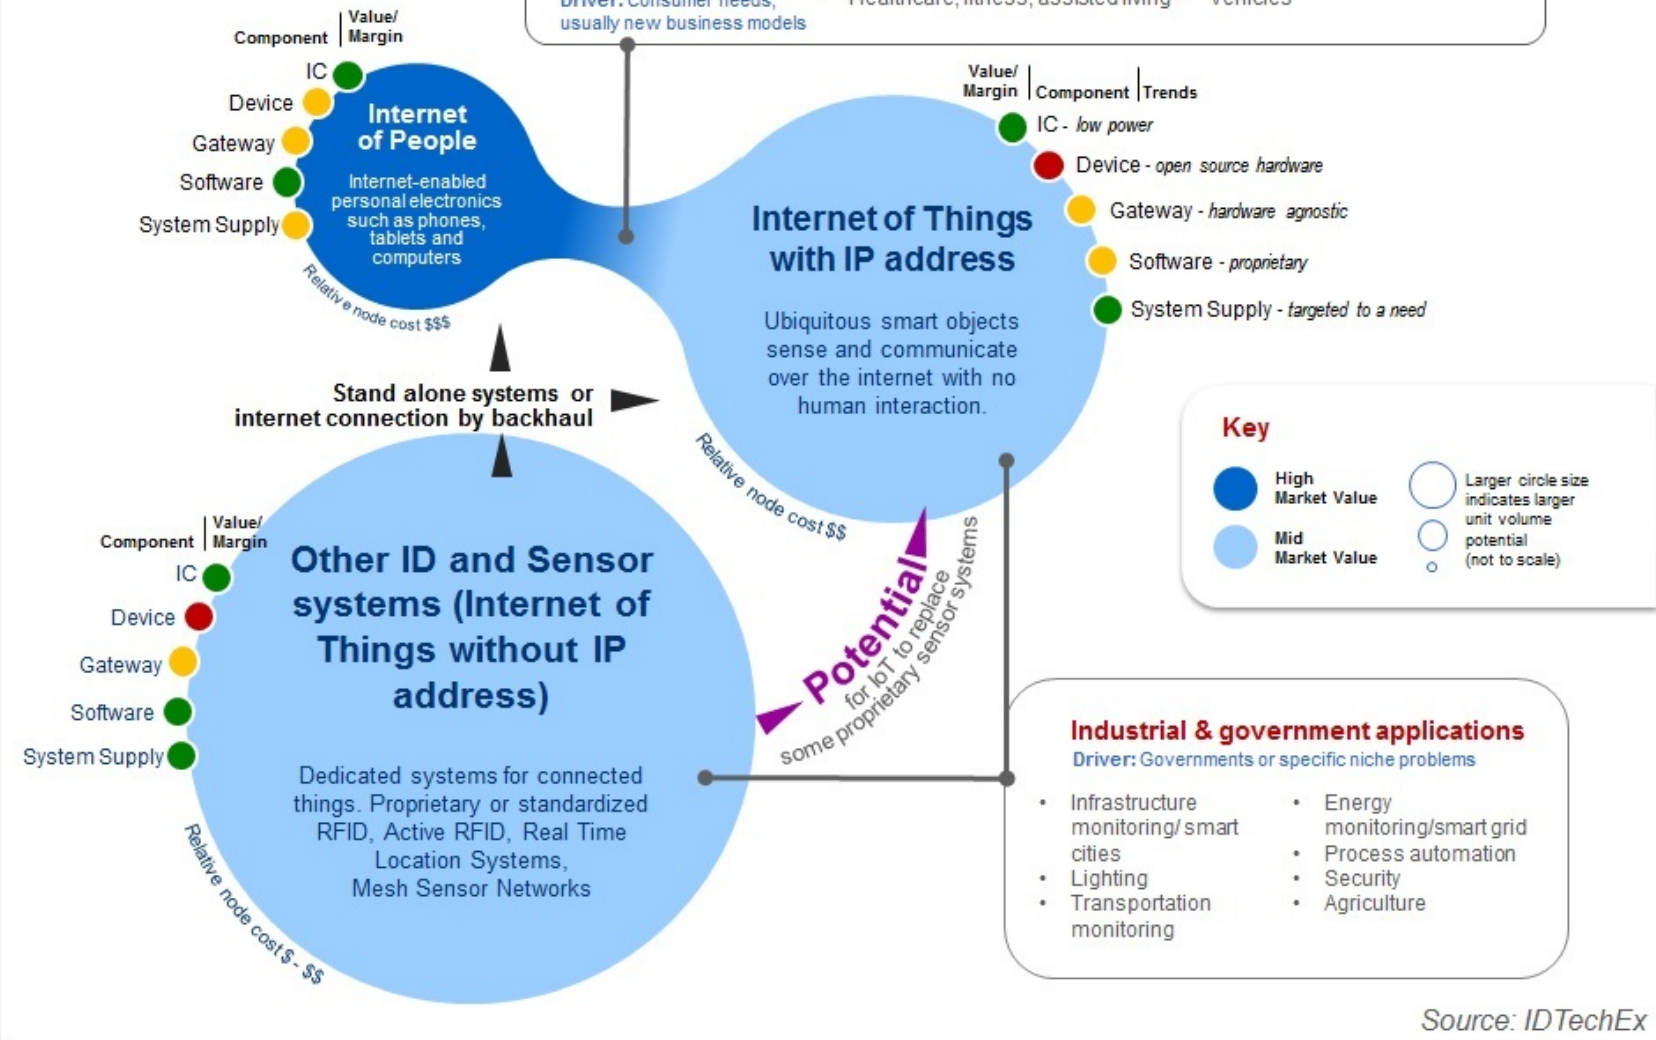 Driver: Consumer needs,
usually new business models
Healthcare, fitness, assisted living
Vehicles
Component
Value/
Margin
IC
Device
Gateway
Software
System Supply
Internet
of People
Internet-enabled
personal electronics
such as phones,
tablets and
computers
Relative node cost $$$
Value/
Margin
Component
Trends
IC - low power
Device - open source hardware
Gateway - hardware agnostic
Software - proprietary
System Supply - targeted to a need
Internet of Things
with IP address
Ubiquitous smart objects
sense and communicate
over the internet with no
human interaction.
Relative node cost $$
Stand alone systems or
internet connection by backhaul
Key
High
Market Value
Mid
Market Value
Larger circle size
indicates larger
unit volume
potential
(not to scale)
Component
Value/
Margin
IC
Device
Gateway
Software
System Supply
Other ID and Sensor
systems (Internet of
Things without IP
address)
Dedicated systems for connected
things. Proprietary or standardized
RFID, Active RFID, Real Time
Location Systems,
Mesh Sensor Networks
Relative node cost $ - $$
Potential
for IoT to replace
some proprietary sensor systems
Industrial & government applications
Driver: Governments or specific niche problems
• Infrastructure
monitoring/ smart
cities
• Lighting
• Transportation
monitoring
• Energy
monitoring/smart grid
• Process automation
• Security
• Agriculture
Source: IDTechEx